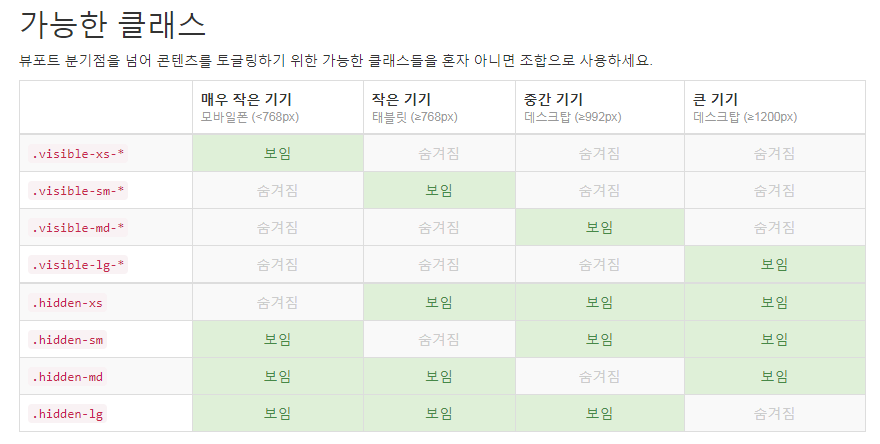 가능한 클래스
뷰포트 분기점을 넘어 콘텐츠를 토글링하기 위한 가능한 클래스들을 혼자 아니면 조합으로 사용하세요.
매우 작은 기기 작은 기기 중간 기기 큰 기기
모바일폰 (<768px) 태블릿 (≥768px) 데스크탑 (≥992px) 데스크탑 (≥1200px)
.visible-xs-* 보임 숨겨짐 숨겨짐 숨겨짐
.visible-sm-* 숨겨짐 보임 숨겨짐 숨겨짐
.visible-md-* 숨겨짐 숨겨짐 보임 숨겨짐
.visible-lg-* 숨겨짐 숨겨짐 숨겨짐 보임
.hidden-xs 숨겨짐 보임 보임 보임
.hidden-sm 보임 숨겨짐 보임 보임
.hidden-md 보임 보임 숨겨짐 보임
.hidden-lg 보임 보임 보임 숨겨짐